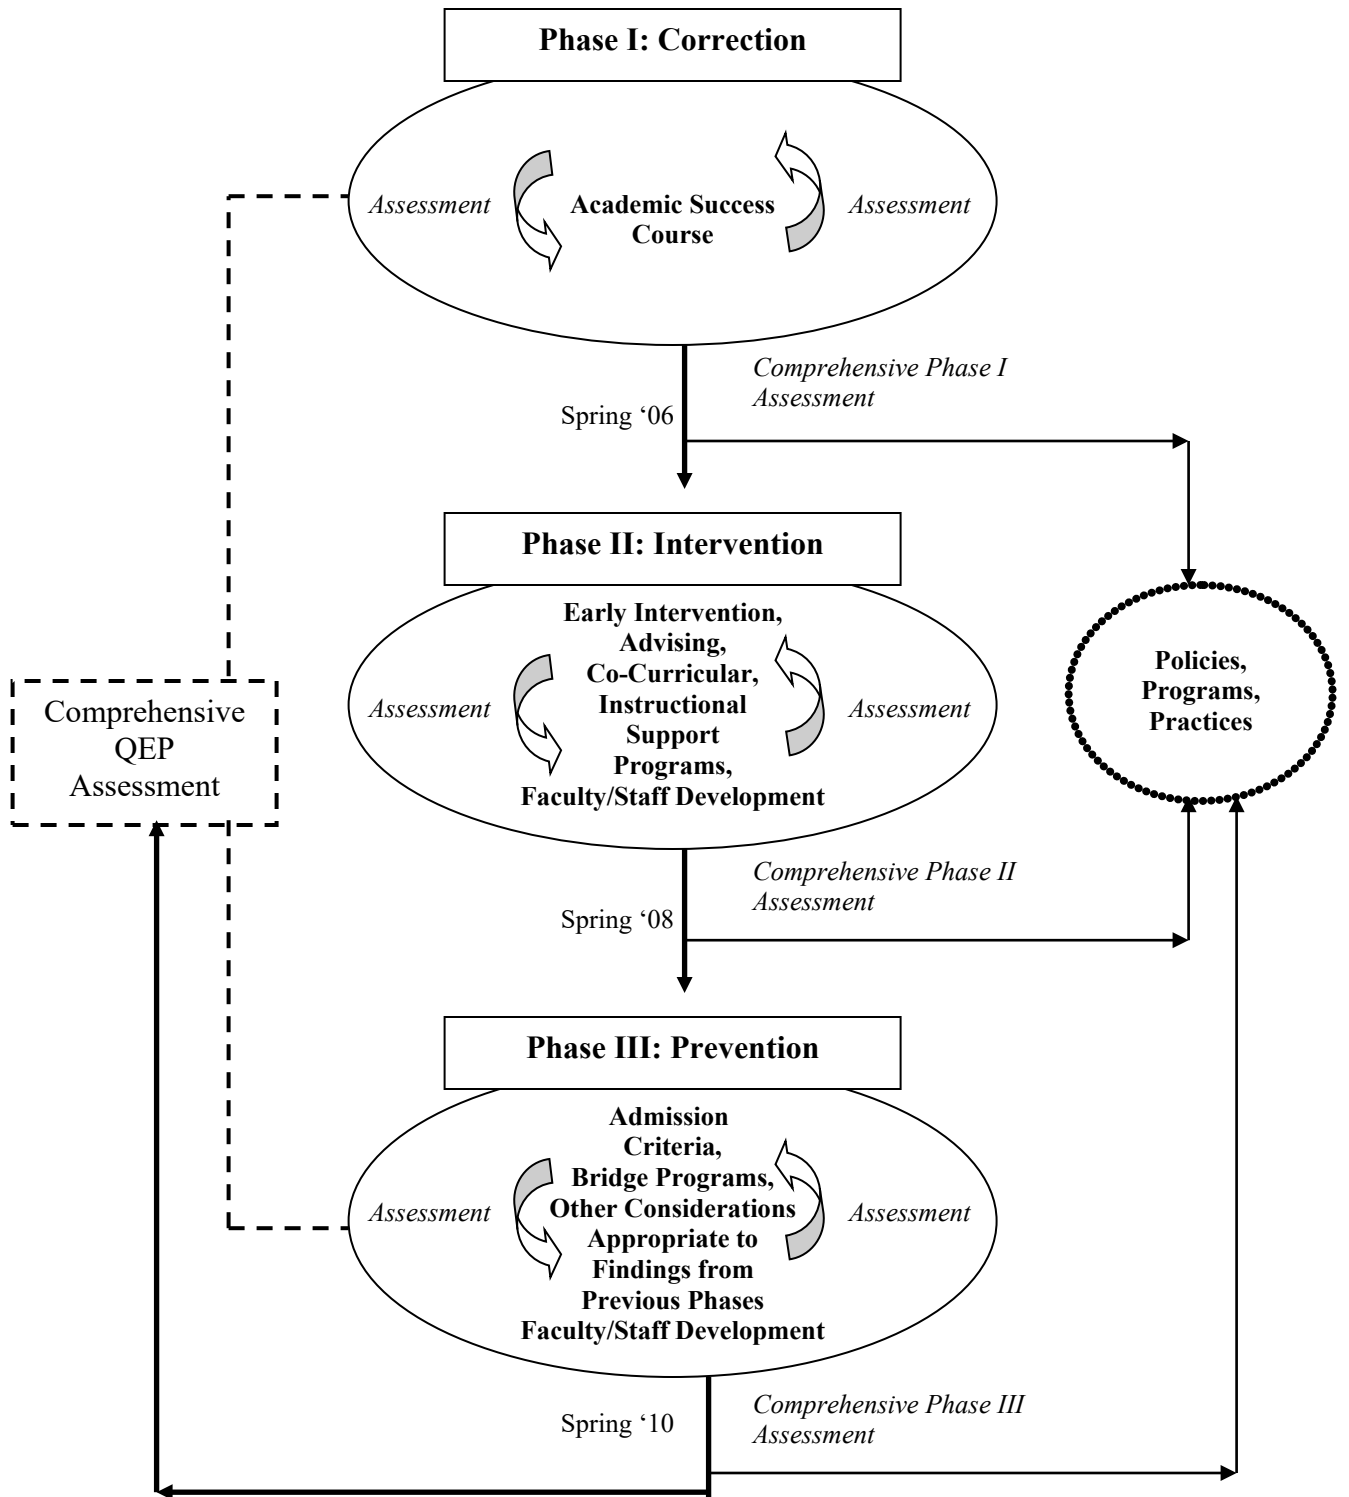 Phase I: Correction
Assessment
Academic Success
Course
Assessment
Comprehensive Phase I
Assessment
Spring ‘06
Phase II: Intervention
Early Intervention,
Advising,
Co-Curricular,
Instructional
Support
Programs,
Faculty/Staff Development
Assessment
Assessment
Policies,
Programs,
Practices
Comprehensive
QEP
Assessment
Comprehensive Phase II
Assessment
Spring ‘08
Phase III: Prevention
Admission
Criteria,
Bridge Programs,
Other Considerations
Appropriate to
Findings from
Previous Phases
Faculty/Staff Development
Assessment
Assessment
Comprehensive Phase III
Assessment
Spring ‘10